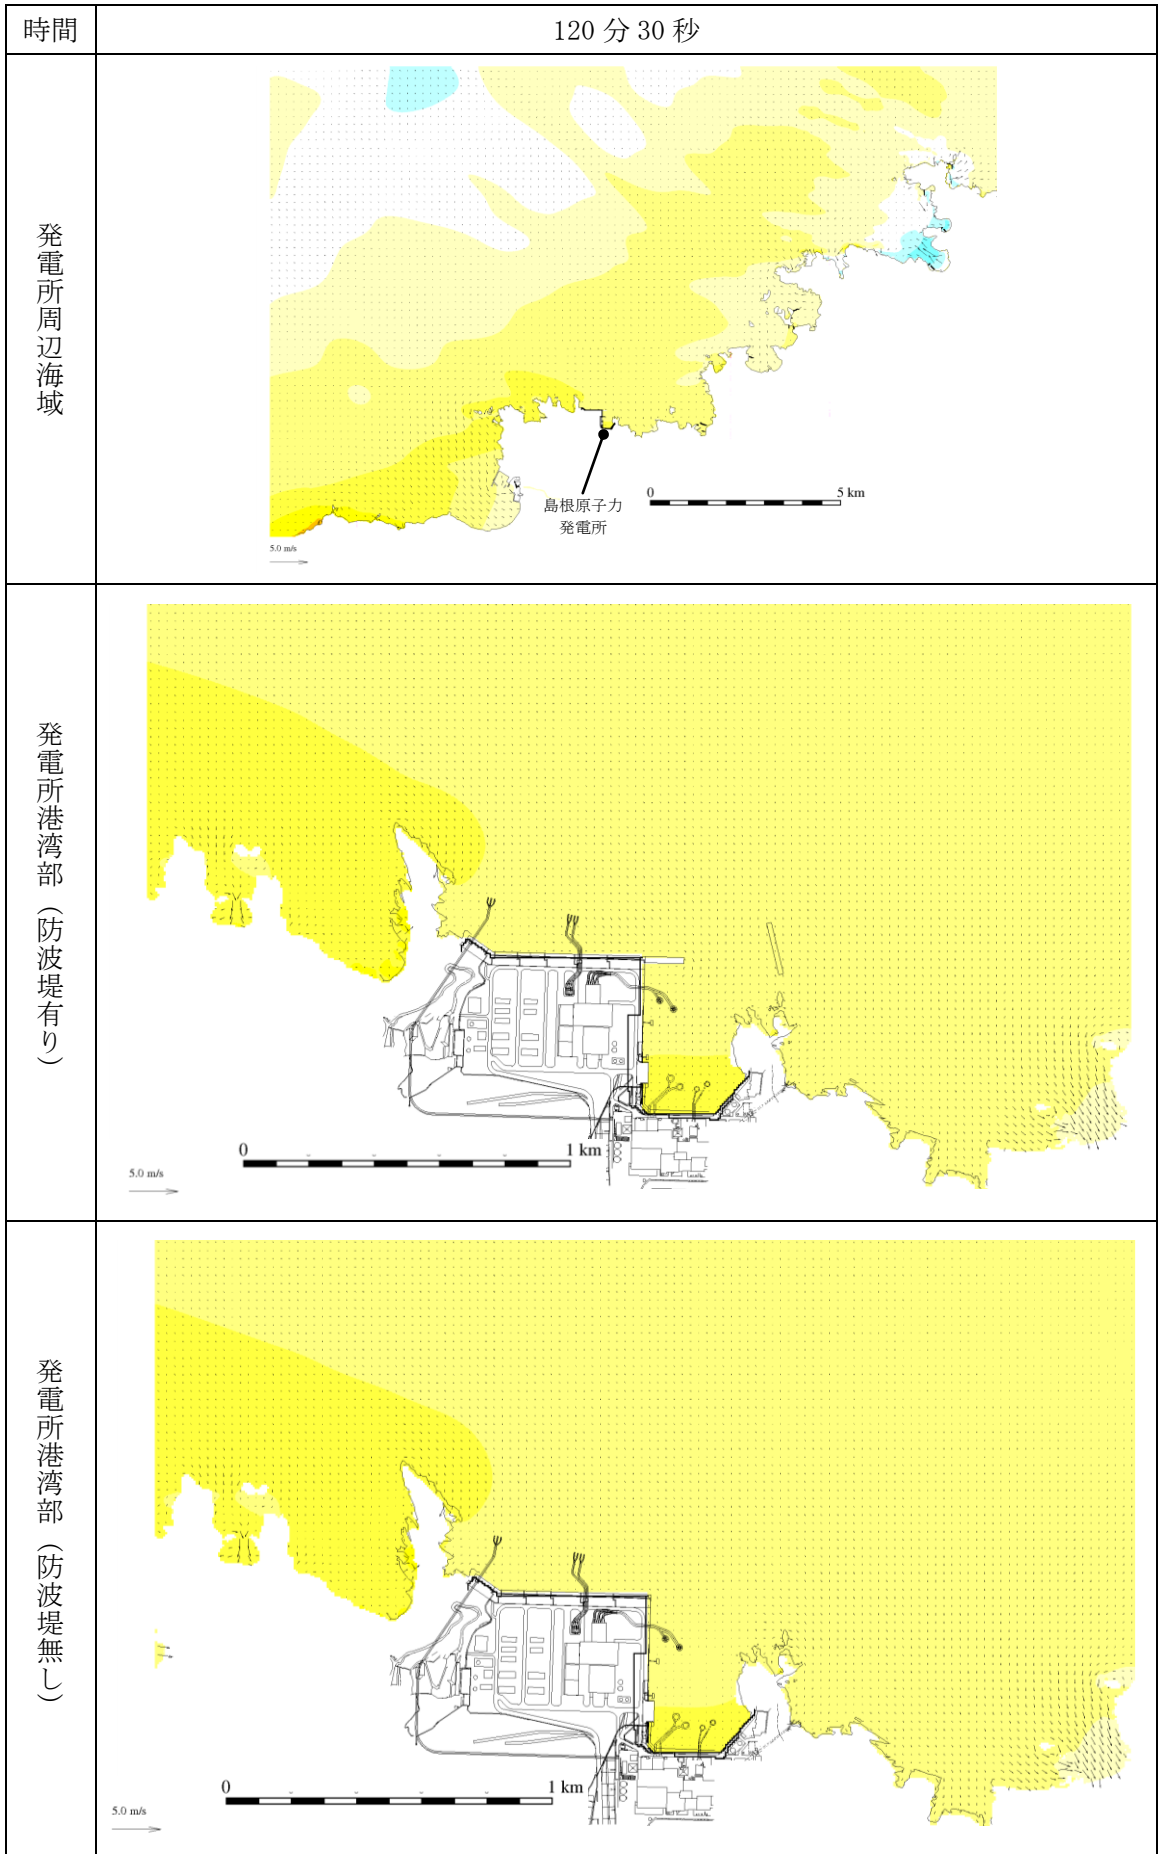 時間
120 分 30 秒
発電所周辺海域
島根原子力
発電所
0 5 km
5.0 m/s
発電所港湾部（防波堤有り）
0 1 km
5.0 m/s
発電所港湾部（防波堤無し）
0 1 km
5.0 m/s